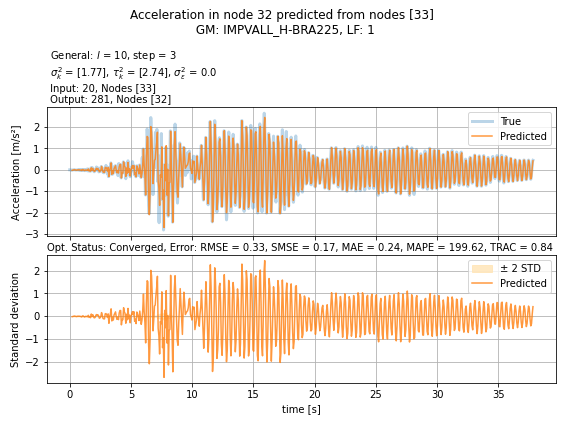 Acceleration in node 32 predicted from nodes [33]
GM: IMPVALL_H-BRA225, LF: 1
General: l = 10, step = 3
σ²ₖ = [1.77], τ²ₖ = [2.74], σ²ε = 0.0
Input: 20, Nodes [33]
Output: 281, Nodes [32]
True
Predicted
Acceleration [m/s²]
2
1
0
−1
−2
−3
Opt. Status: Converged, Error: RMSE = 0.33, SMSE = 0.17, MAE = 0.24, MAPE = 199.62, TRAC = 0.84
± 2 STD
Predicted
Standard deviation
2
1
0
−1
−2
0 5 10 15 20 25 30 35
time [s]